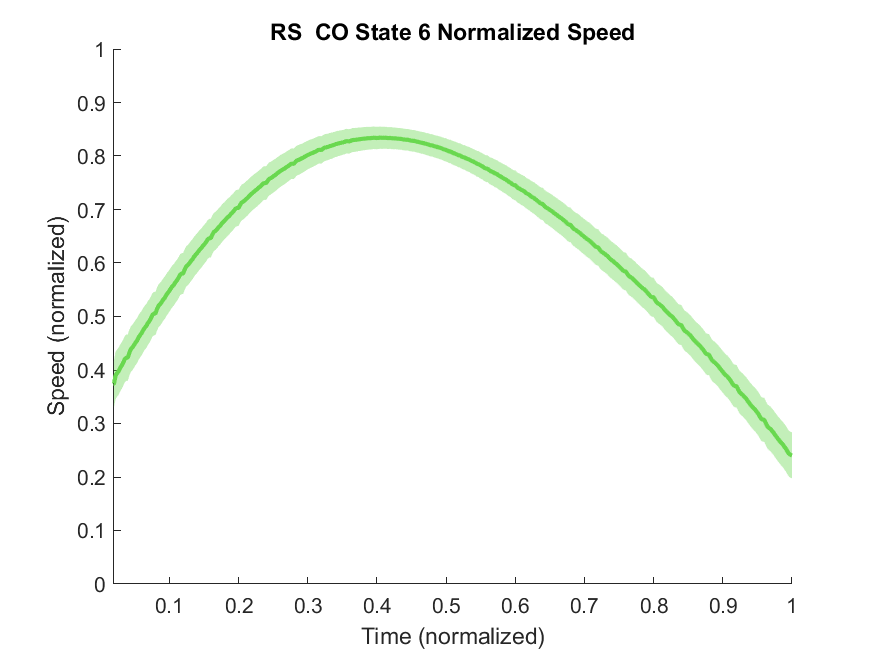 RS  CO State 6 Normalized Speed
1
0.9
0.8
0.7
0.6
0.5
0.4
0.3
0.2
0.1
0
Speed (normalized)
0.1 0.2 0.3 0.4 0.5 0.6 0.7 0.8 0.9 1
Time (normalized)